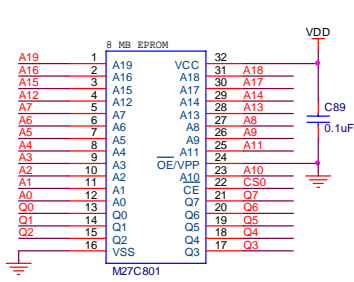 VDD
8 MB EPROM
A19 1 A19 VCC 32
A16 2 A16 A18 31 A18
A15 3 A15 A17 30 A17
A12 4 A12 A14 29 A14
A7 5 A7 A13 28 A13
A6 6 A6 A8 27 A8
A5 7 A5 A9 26 A9
A4 8 A4 A11 25 A11
C89
0.1uF
A3 9 A3 OE/VPP 24
A2 10 A2 A10 23 A10
A1 11 A1 CE 22 CS0
A0 12 A0 Q7 21 Q7
Q0 13 Q0 Q6 20 Q6
Q1 14 Q1 Q5 19 Q5
Q2 15 Q2 Q4 18 Q4
16 VSS Q3 17 Q3
M27C801